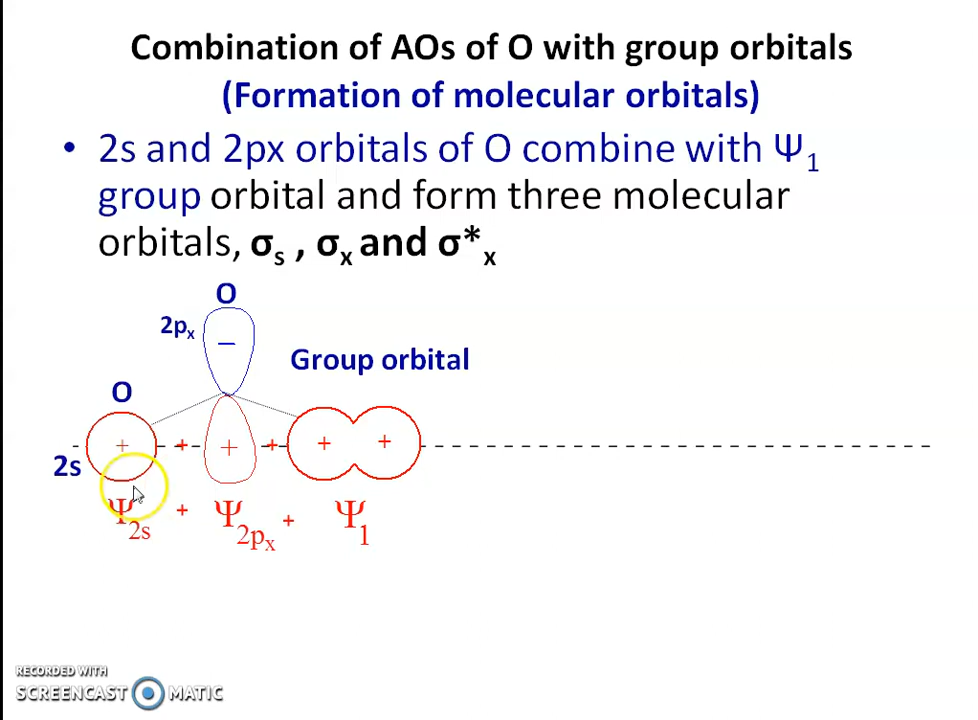 Combination of AOs of O with group orbitals
(Formation of molecular orbitals)
• 2s and 2px orbitals of O combine with Ψ₁
group orbital and form three molecular
orbitals, σₛ , σₓ and σ*ₓ
O
2pₓ
−
Group orbital
O
+ + + + + +
2s
Ψ2s + Ψ2pₓ + Ψ1
RECORDED WITH
SCREENCAST MATIC